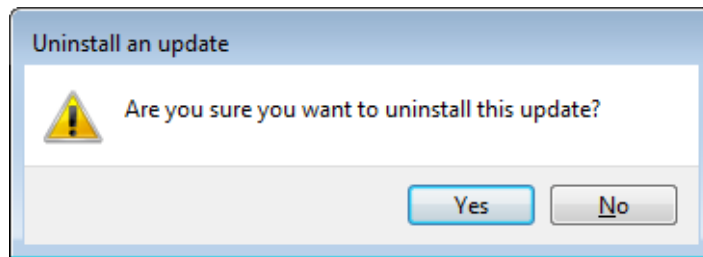 Uninstall an update
Are you sure you want to uninstall this update?
Yes
No